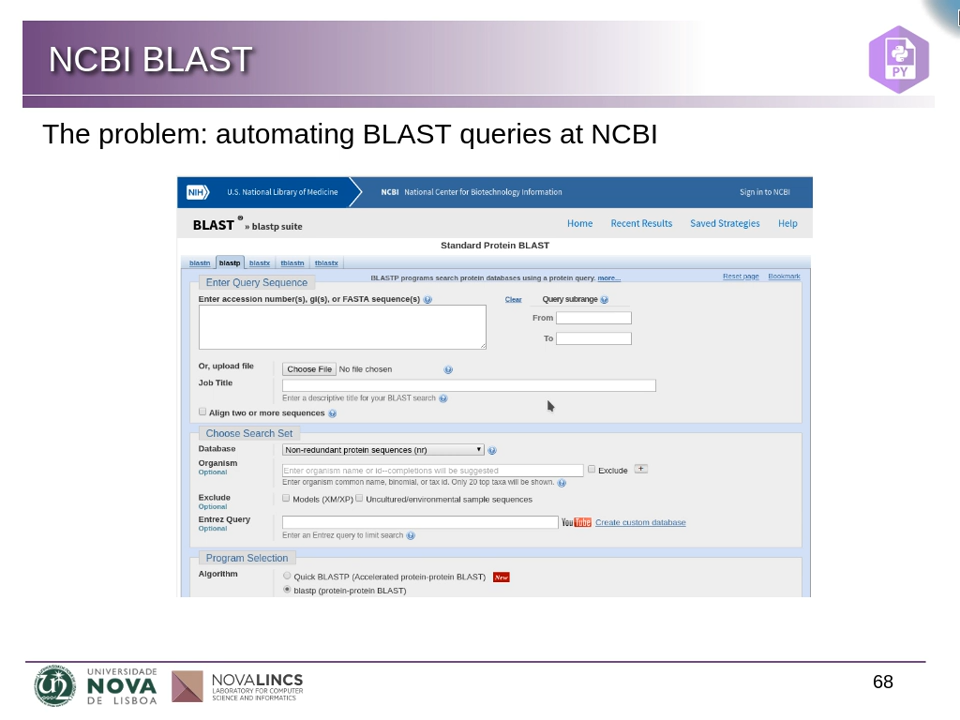 NCBI BLAST
PY
The problem: automating BLAST queries at NCBI
NIH U.S. National Library of Medicine NCBI National Center for Biotechnology Information Sign in to NCBI
BLAST ® » blastp suite Home Recent Results Saved Strategies Help
Standard Protein BLAST
blastn blastp blastx tblastn tblastx
BLASTP programs search protein databases using a protein query. more... Reset page Bookmark
Enter Query Sequence
Enter accession number(s), gi(s), or FASTA sequence(s) Clear Query subrange
From
To
Or, upload file Choose File No file chosen
Job Title
Enter a descriptive title for your BLAST search
Align two or more sequences
Choose Search Set
Database Non-redundant protein sequences (nr)
Organism
Optional
Enter organism name or id--completions will be suggested Exclude +
Enter organism common name, binomial, or tax id. Only 20 top taxa will be shown.
Exclude
Optional
Models (XM/XP) Uncultured/environmental sample sequences
Entrez Query
Optional
YouTube Create custom database
Enter an Entrez query to limit search
Program Selection
Algorithm Quick BLASTP (Accelerated protein-protein BLAST) New
blastp (protein-protein BLAST)
UNIVERSIDADE
NOVA
DE LISBOA
NOVALINCS
LABORATORY FOR COMPUTER
SCIENCE AND INFORMATICS
68